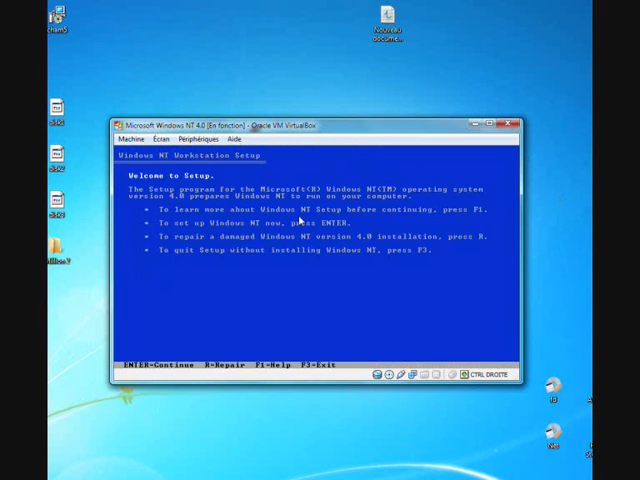 Nouveau
docume...
disk1
disk2
disk3
Microsoft Windows NT 4.0 [En fonction] - Oracle VM VirtualBox
Machine Écran Périphériques Aide
Windows NT Workstation Setup
Welcome to Setup.
The Setup program for the Microsoft(R) Windows NT(TM) operating system
version 4.0 prepares Windows NT to run on your computer.
• To learn more about Windows NT Setup before continuing, press F1.
• To set up Windows NT now, press ENTER.
• To repair a damaged Windows NT version 4.0 installation, press R.
• To quit Setup without installing Windows NT, press F3.
ENTER=Continue R=Repair F1=Help F3=Exit
CTRL DROITE